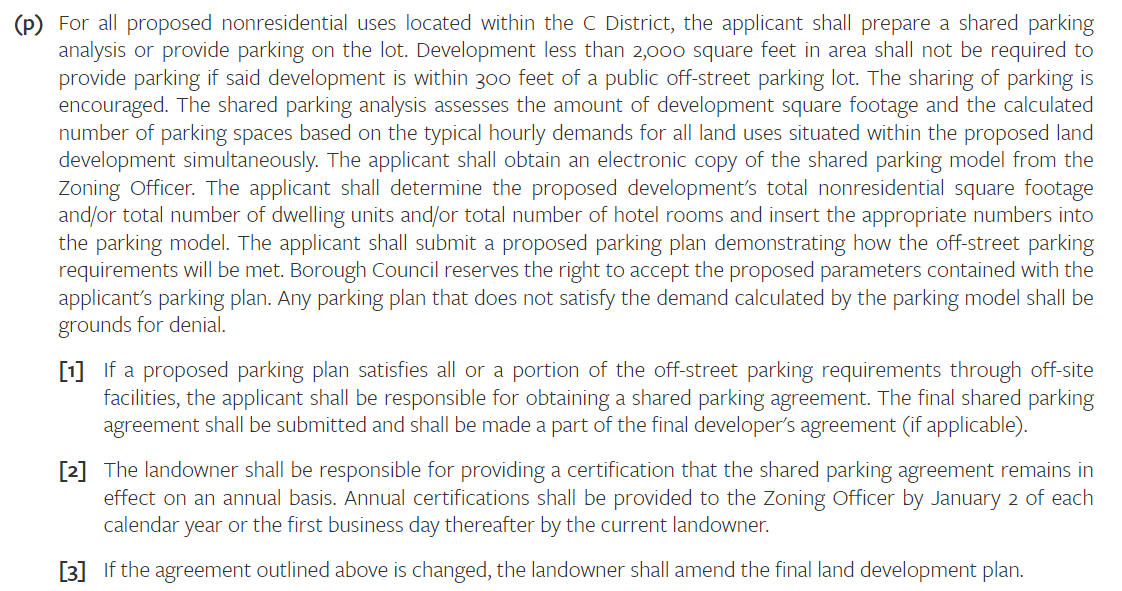 (p) For all proposed nonresidential uses located within the C District, the applicant shall prepare a shared parking
analysis or provide parking on the lot. Development less than 2,000 square feet in area shall not be required to
provide parking if said development is within 300 feet of a public off-street parking lot. The sharing of parking is
encouraged. The shared parking analysis assesses the amount of development square footage and the calculated
number of parking spaces based on the typical hourly demands for all land uses situated within the proposed land
development simultaneously. The applicant shall obtain an electronic copy of the shared parking model from the
Zoning Officer. The applicant shall determine the proposed development's total nonresidential square footage
and/or total number of dwelling units and/or total number of hotel rooms and insert the appropriate numbers into
the parking model. The applicant shall submit a proposed parking plan demonstrating how the off-street parking
requirements will be met. Borough Council reserves the right to accept the proposed parameters contained with the
applicant's parking plan. Any parking plan that does not satisfy the demand calculated by the parking model shall be
grounds for denial.
[1] If a proposed parking plan satisfies all or a portion of the off-street parking requirements through off-site
facilities, the applicant shall be responsible for obtaining a shared parking agreement. The final shared parking
agreement shall be submitted and shall be made a part of the final developer's agreement (if applicable).
[2] The landowner shall be responsible for providing a certification that the shared parking agreement remains in
effect on an annual basis. Annual certifications shall be provided to the Zoning Officer by January 2 of each
calendar year or the first business day thereafter by the current landowner.
[3] If the agreement outlined above is changed, the landowner shall amend the final land development plan.